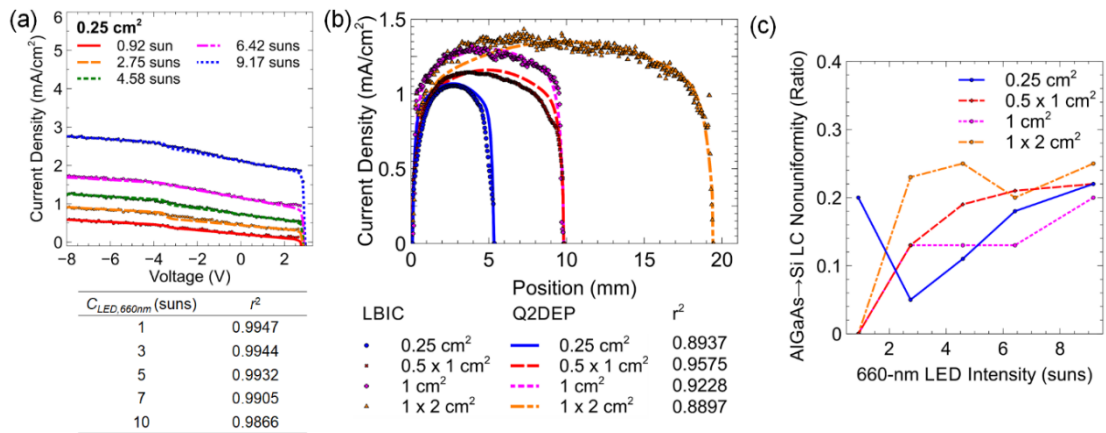 (a)
0.25 cm²
0.92 sun
2.75 suns
4.58 suns
6.42 suns
9.17 suns
Current Density (mA/cm²)
6
5
4
3
2
1
0
−8 −6 −4 −2 0 2
Voltage (V)
C_LED,660nm (suns) r²
1 0.9947
3 0.9944
5 0.9932
7 0.9905
10 0.9866
(b)
Current Density (mA/cm²)
1.5
1
0.5
0
0 5 10 15 20
Position (mm)
LBIC Q2DEP r²
0.25 cm² 0.25 cm² 0.8937
0.5 x 1 cm² 0.5 x 1 cm² 0.9575
1 cm² 1 cm² 0.9228
1 x 2 cm² 1 x 2 cm² 0.8897
(c)
AlGaAs→Si LC Nonuniformity (Ratio)
0.4
0.3
0.2
0.1
0
0.25 cm²
0.5 x 1 cm²
1 cm²
1 x 2 cm²
0 2 4 6 8
660-nm LED Intensity (suns)